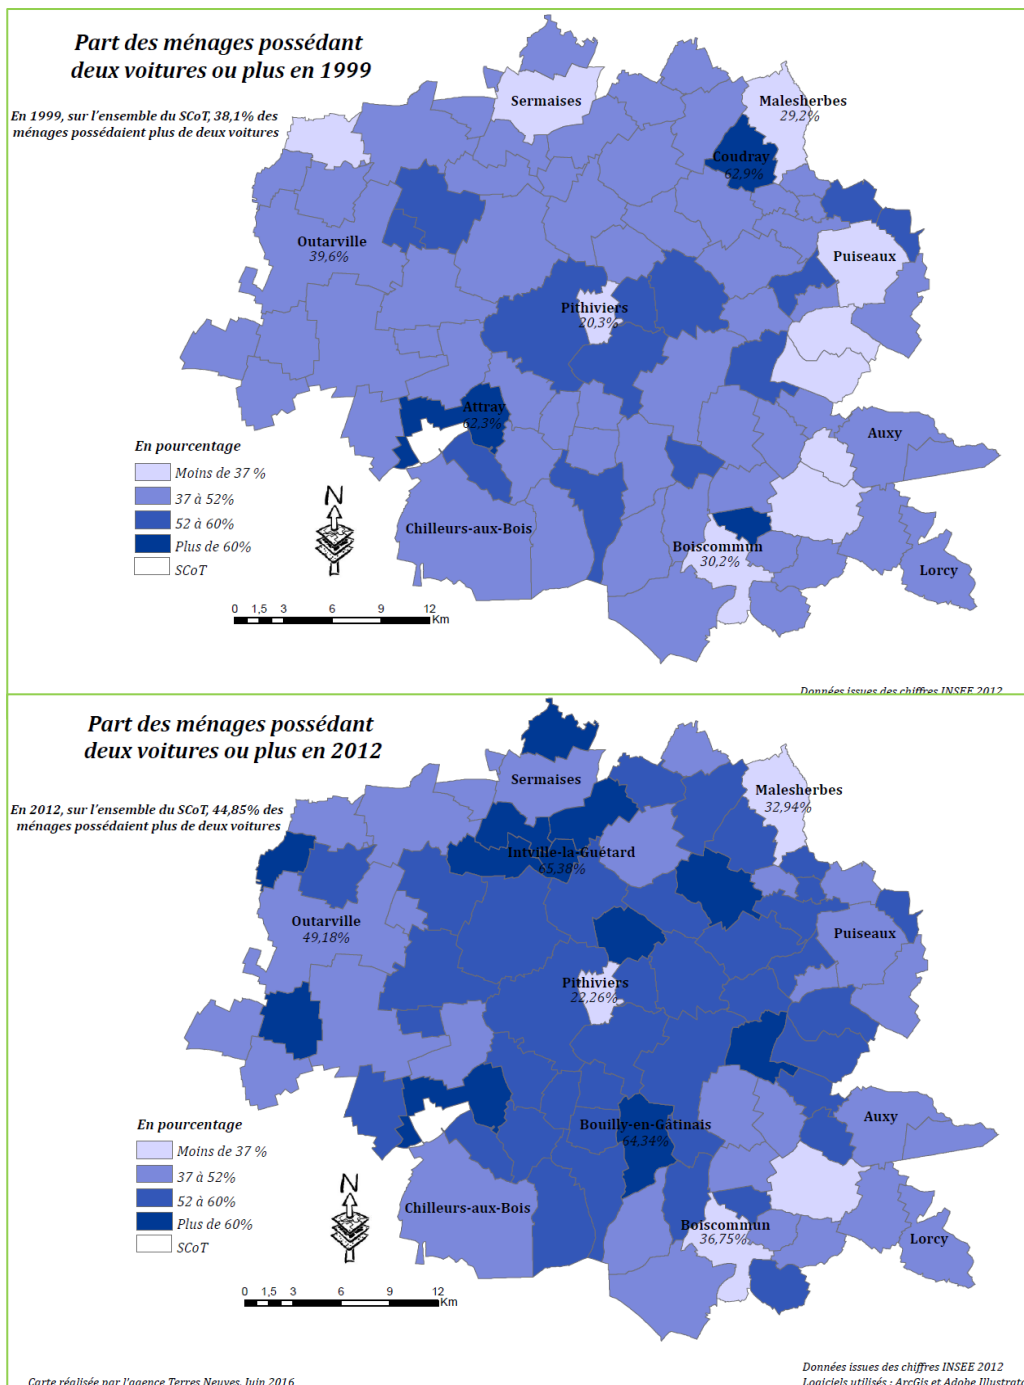 Part des ménages possédant
deux voitures ou plus en 1999
En 1999, sur l'ensemble du SCoT, 38,1% des
ménages possédaient plus de deux voitures
Sermaises
Malesherbes
29,2%
Coudray
62,9%
Outarville
39,6%
Puiseaux
Pithiviers
20,3%
Attray
62,3%
Auxy
Chilleurs-aux-Bois
Boiscommun
30,2%
Lorcy
En pourcentage
Moins de 37 %
37 à 52%
52 à 60%
Plus de 60%
SCoT
N
0 1,5 3 6 9 12
Km
Données issues des chiffres INSEE 2012
Part des ménages possédant
deux voitures ou plus en 2012
En 2012, sur l'ensemble du SCoT, 44,85% des
ménages possédaient plus de deux voitures
Sermaises
Malesherbes
32,94%
Intville-la-Guétard
65,38%
Outarville
49,18%
Puiseaux
Pithiviers
22,26%
Bouilly-en-Gâtinais
64,34%
Auxy
Chilleurs-aux-Bois
Boiscommun
36,75%
Lorcy
En pourcentage
Moins de 37 %
37 à 52%
52 à 60%
Plus de 60%
SCoT
N
0 1,5 3 6 9 12
Km
Données issues des chiffres INSEE 2012
Carte réalisée par l'agence Terres Neuves, Juin 2016
Logiciels utilisés : ArcGis et Adobe Illustrato